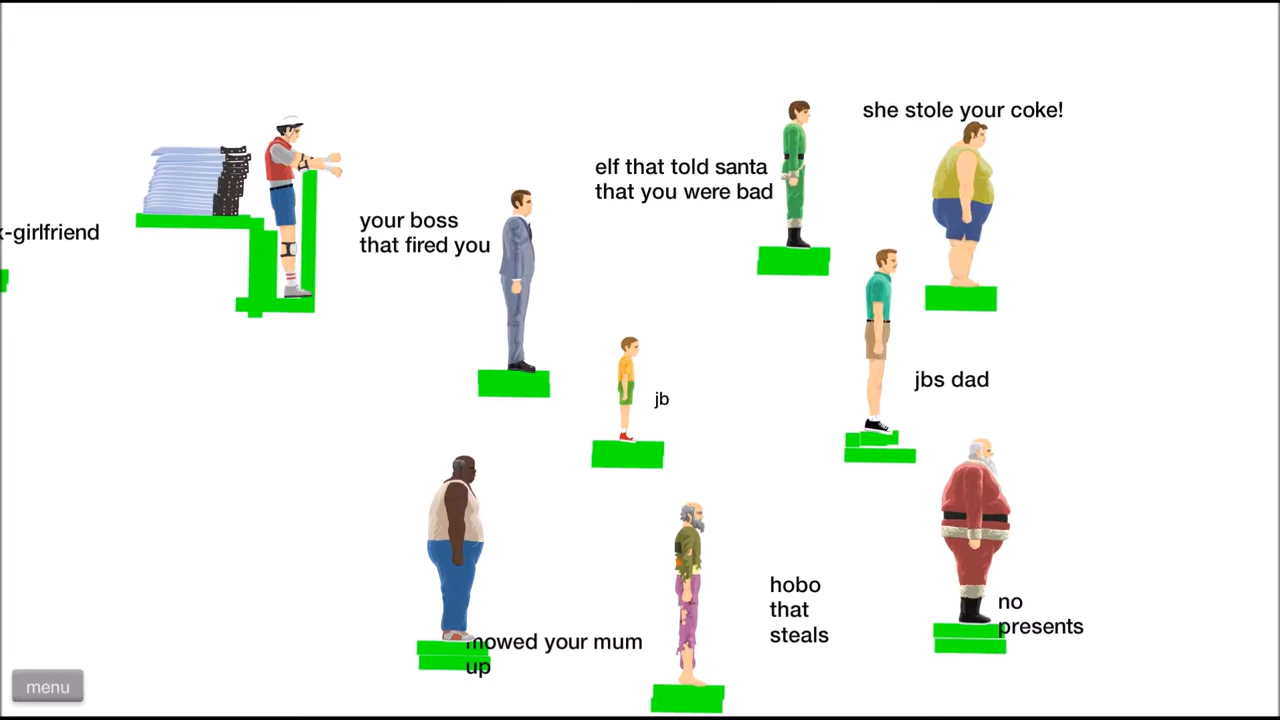 she stole your coke!
elf that told santa
that you were bad
-girlfriend
your boss
that fired you
jbs dad
jb
hobo
that
steals
no
presents
mowed your mum
up
menu